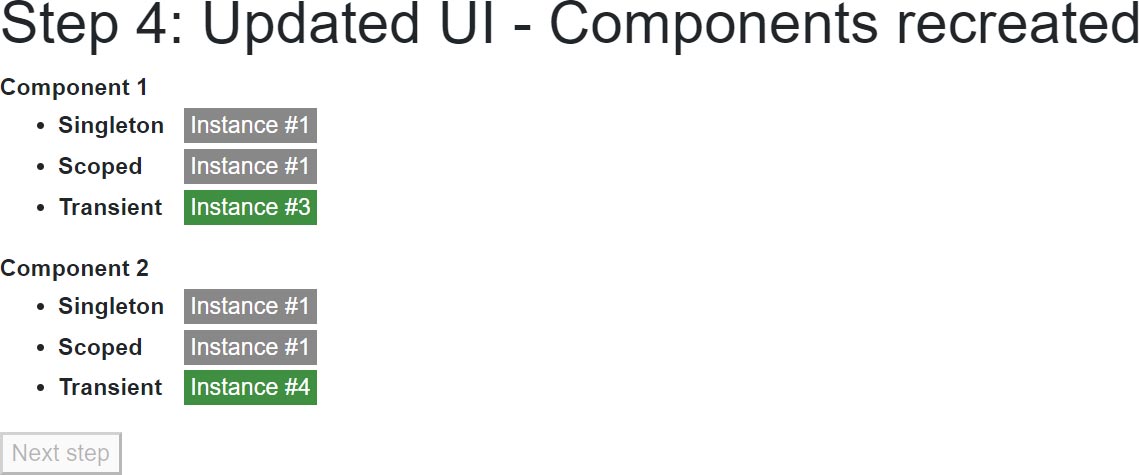 Step 4: Updated UI - Components recreated
Component 1
• Singleton Instance #1
• Scoped Instance #1
• Transient Instance #3
Component 2
• Singleton Instance #1
• Scoped Instance #1
• Transient Instance #4
Next step